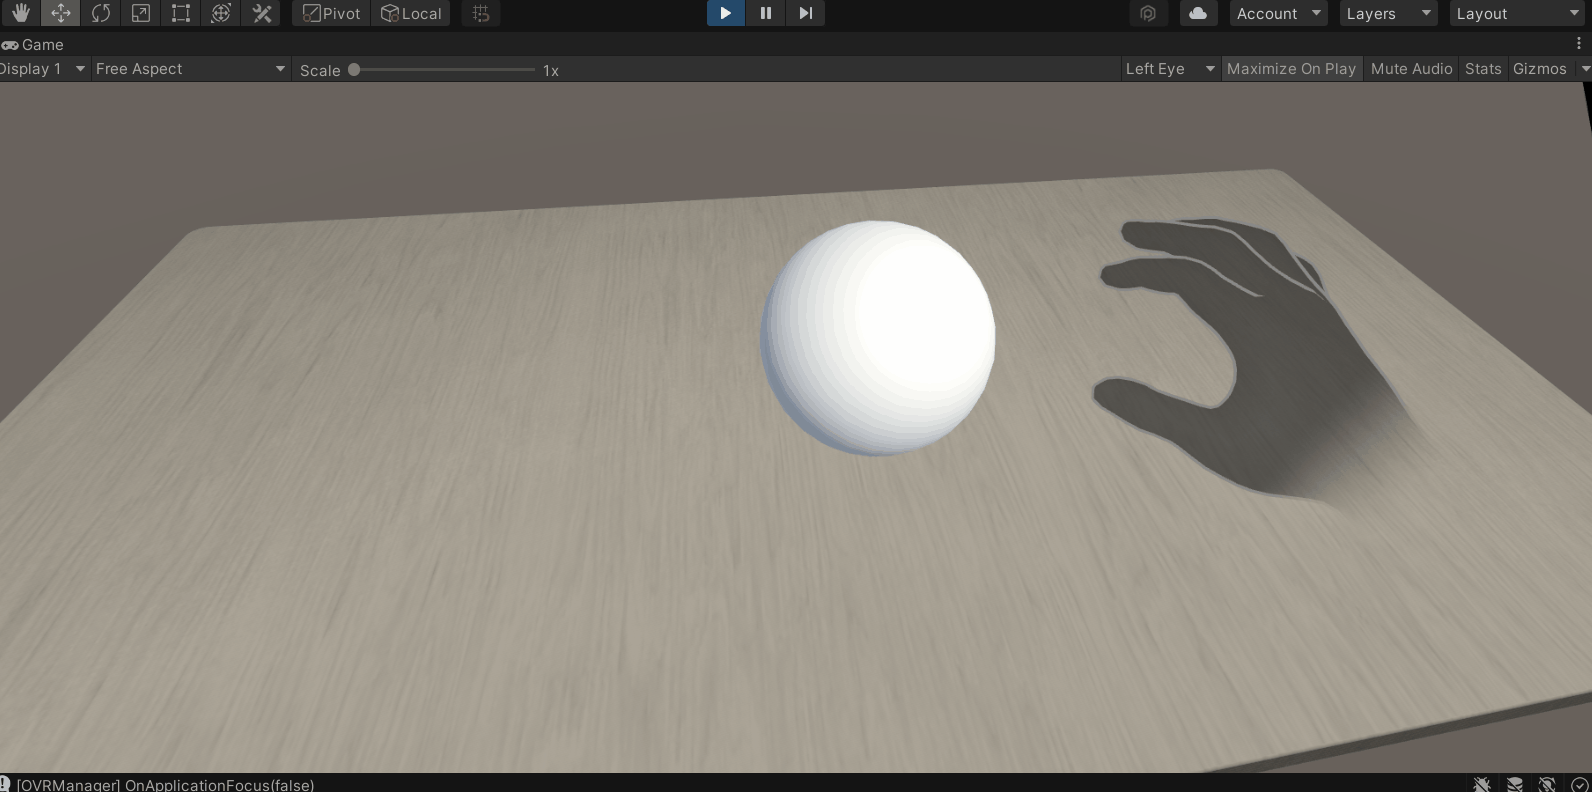 Pivot Local Account Layers Layout
Game
Display 1 Free Aspect Scale 1x Left Eye Maximize On Play Mute Audio Stats Gizmos
[OVRManager] OnApplicationFocus(false)